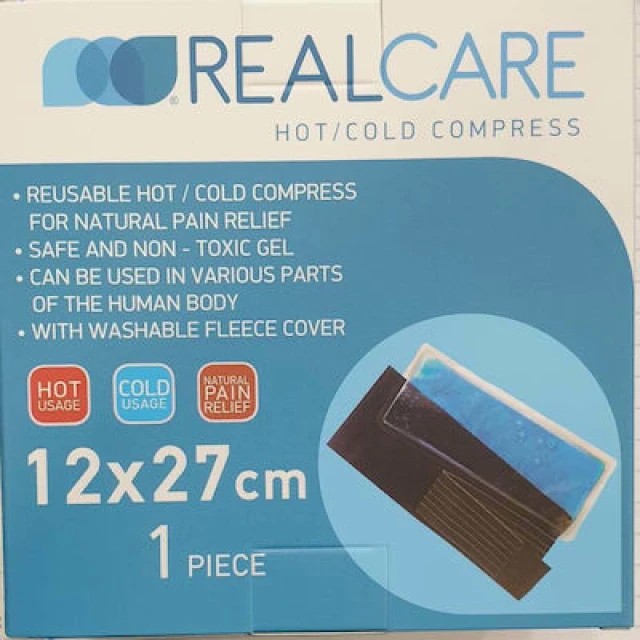 REALCARE
®
HOT/COLD COMPRESS
• REUSABLE HOT / COLD COMPRESS
FOR NATURAL PAIN RELIEF
• SAFE AND NON - TOXIC GEL
• CAN BE USED IN VARIOUS PARTS
OF THE HUMAN BODY
• WITH WASHABLE FLEECE COVER
HOT
USAGE
COLD
USAGE
NATURAL
PAIN
RELIEF
12x27cm
1 PIECE